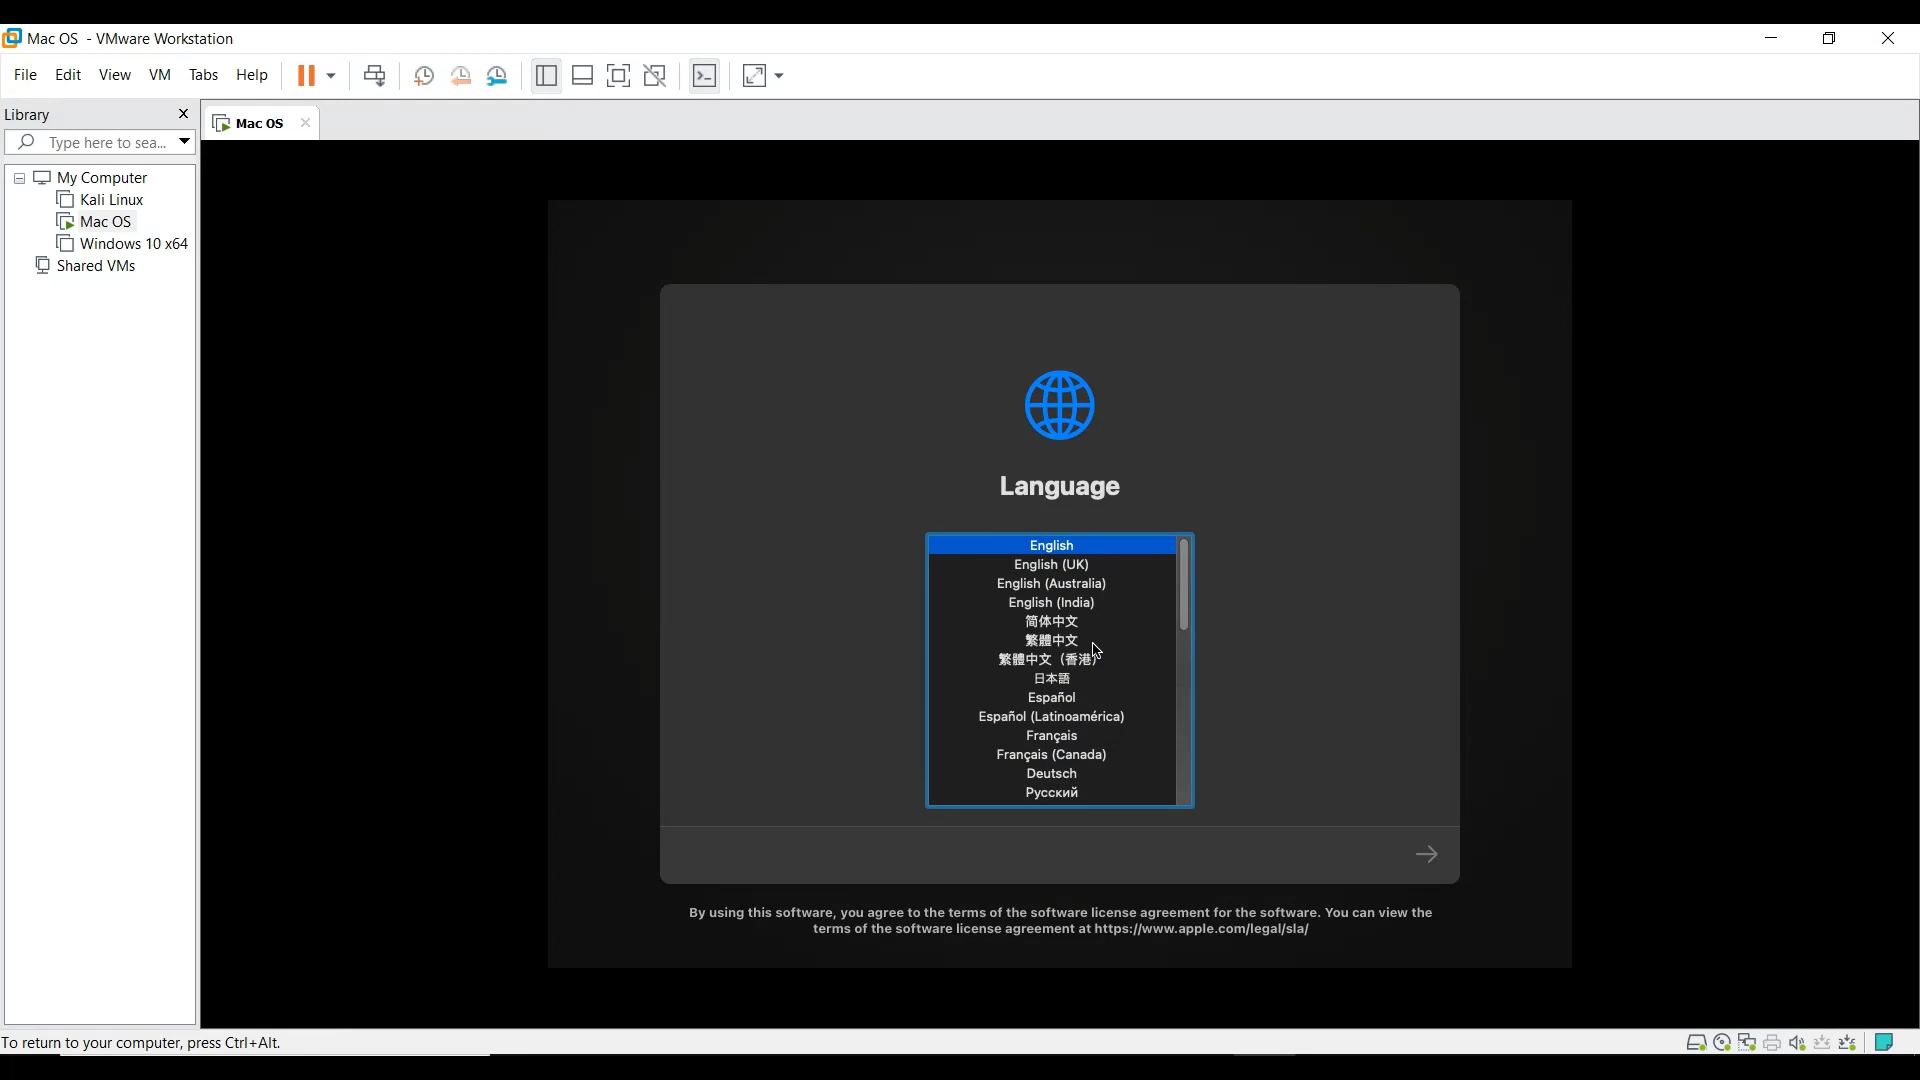 Mac OS - VMware Workstation
File Edit View VM Tabs Help
Library
Type here to sea...
My Computer
Kali Linux
Mac OS
Windows 10 x64
Shared VMs
Mac OS
Language
English
English (UK)
English (Australia)
English (India)
简体中文
繁體中文
繁體中文（香港）
日本語
Español
Español (Latinoamérica)
Français
Français (Canada)
Deutsch
Русский
By using this software, you agree to the terms of the software license agreement for the software. You can view the
terms of the software license agreement at https://www.apple.com/legal/sla/
To return to your computer, press Ctrl+Alt.